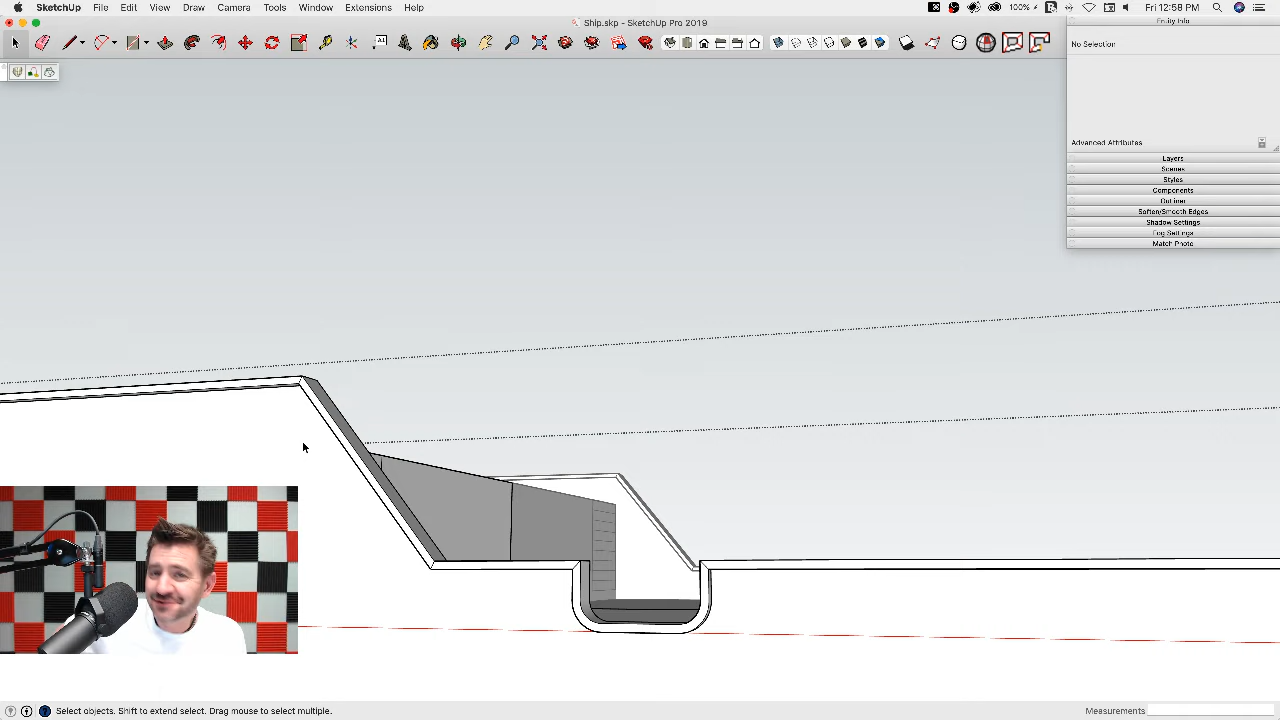 SketchUp File Edit View Draw Camera Tools Window Extensions Help 100% Fri 12:58 PM
Ship.skp - SketchUp Pro 2019
Entity Info
No Selection
Advanced Attributes
Layers
Scenes
Styles
Components
Outliner
Soften/Smooth Edges
Shadow Settings
Fog Settings
Match Photo
Select objects. Shift to extend select. Drag mouse to select multiple.
Measurements